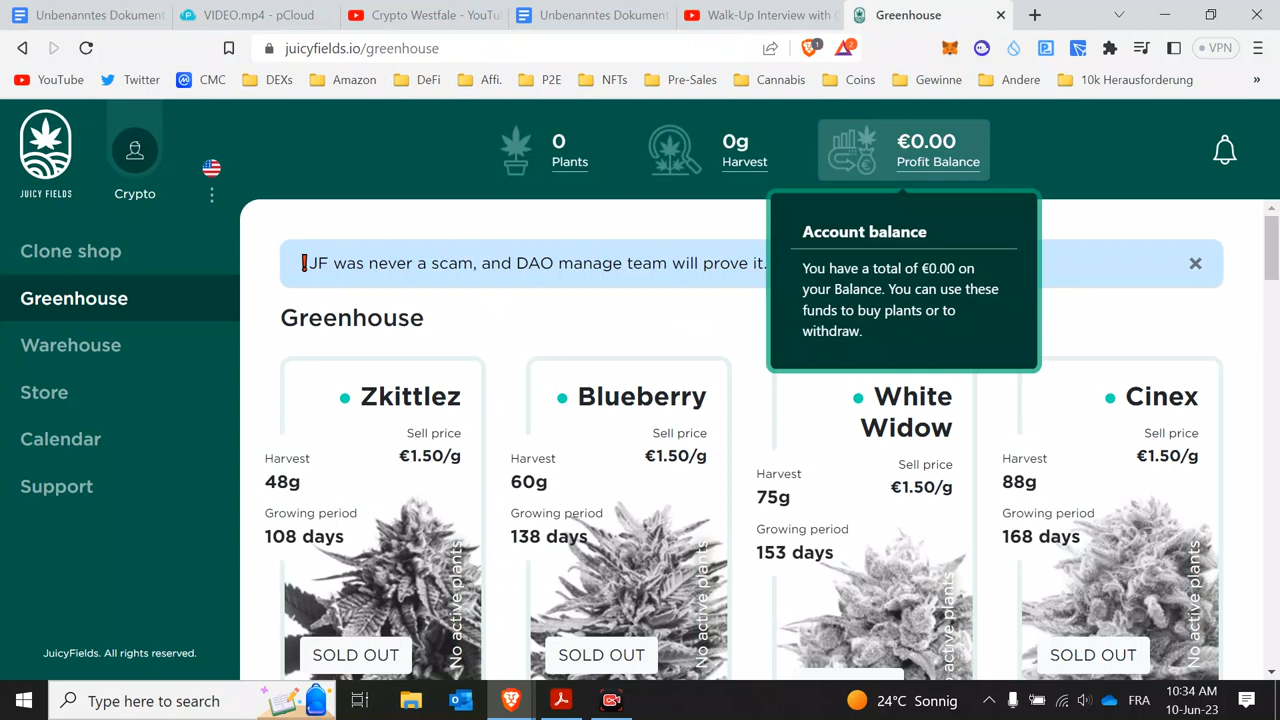 Unbenanntes Dokument
VIDEO.mp4 - pCloud
Crypto Westfale - YouTu
Unbenanntes Dokument
Walk-Up Interview with C
Greenhouse
juicyfields.io/greenhouse
1
2
VPN
YouTube
Twitter
CMC
DEXs
Amazon
DeFi
Affi.
P2E
NFTs
Pre-Sales
Cannabis
Coins
Gewinne
Andere
10k Herausforderung
»
JUICY FIELDS
Crypto
0
Plants
0g
Harvest
€0.00
Profit Balance
Account balance
You have a total of €0.00 on
your Balance. You can use these
funds to buy plants or to
withdraw.
Clone shop
Greenhouse
Warehouse
Store
Calendar
Support
JuicyFields. All rights reserved.
❗JF was never a scam, and DAO manage team will prove it.
Greenhouse
Zkittlez
Sell price
€1.50/g
Harvest
48g
Growing period
108 days
No active plants
SOLD OUT
Blueberry
Sell price
€1.50/g
Harvest
60g
Growing period
138 days
No active plants
SOLD OUT
White
Widow
Sell price
€1.50/g
Harvest
75g
Growing period
153 days
active plants
Cinex
Sell price
€1.50/g
Harvest
88g
Growing period
168 days
No active plants
SOLD OUT
Type here to search
24°C Sonnig
FRA
10:34 AM
10-Jun-23